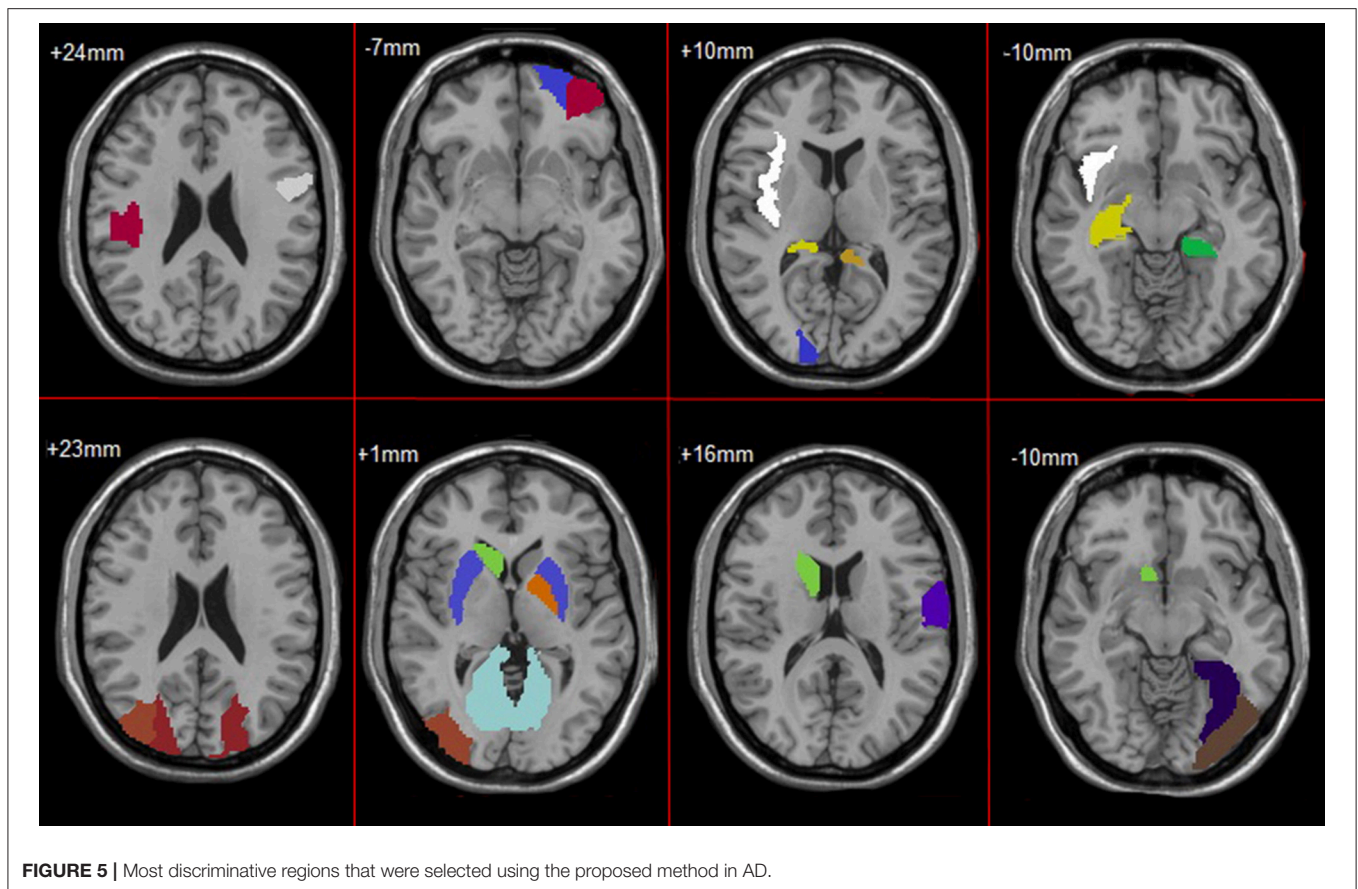 +24mm
-7mm
+10mm
-10mm
+23mm
+1mm
+16mm
-10mm
FIGURE 5 | Most discriminative regions that were selected using the proposed method in AD.